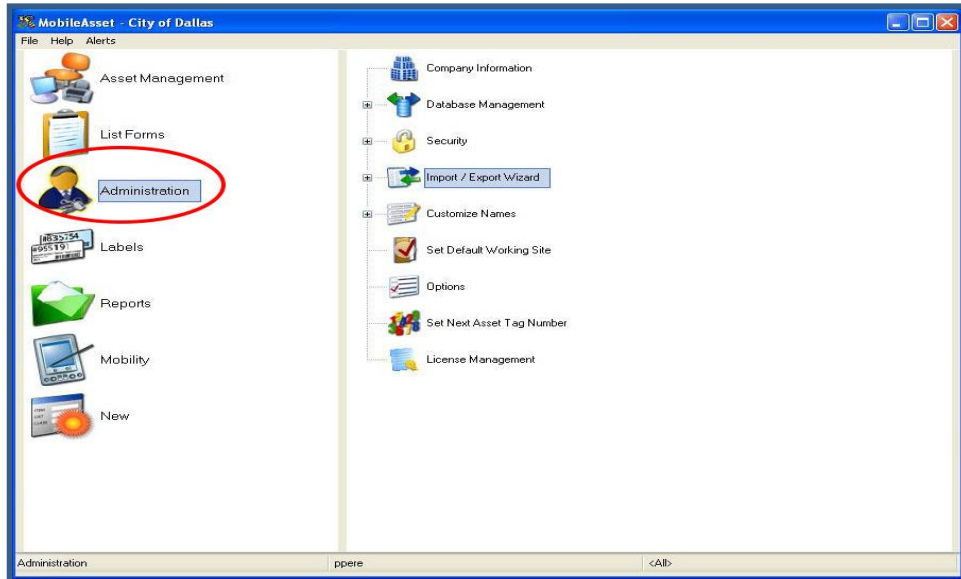 MobileAsset - City of Dallas
File Help Alerts
Asset Management
List Forms
Administration
Labels
Reports
Mobility
New
Company Information
Database Management
Security
Import / Export Wizard
Customize Names
Set Default Working Site
Options
Set Next Asset Tag Number
License Management
Administration ppere <All>